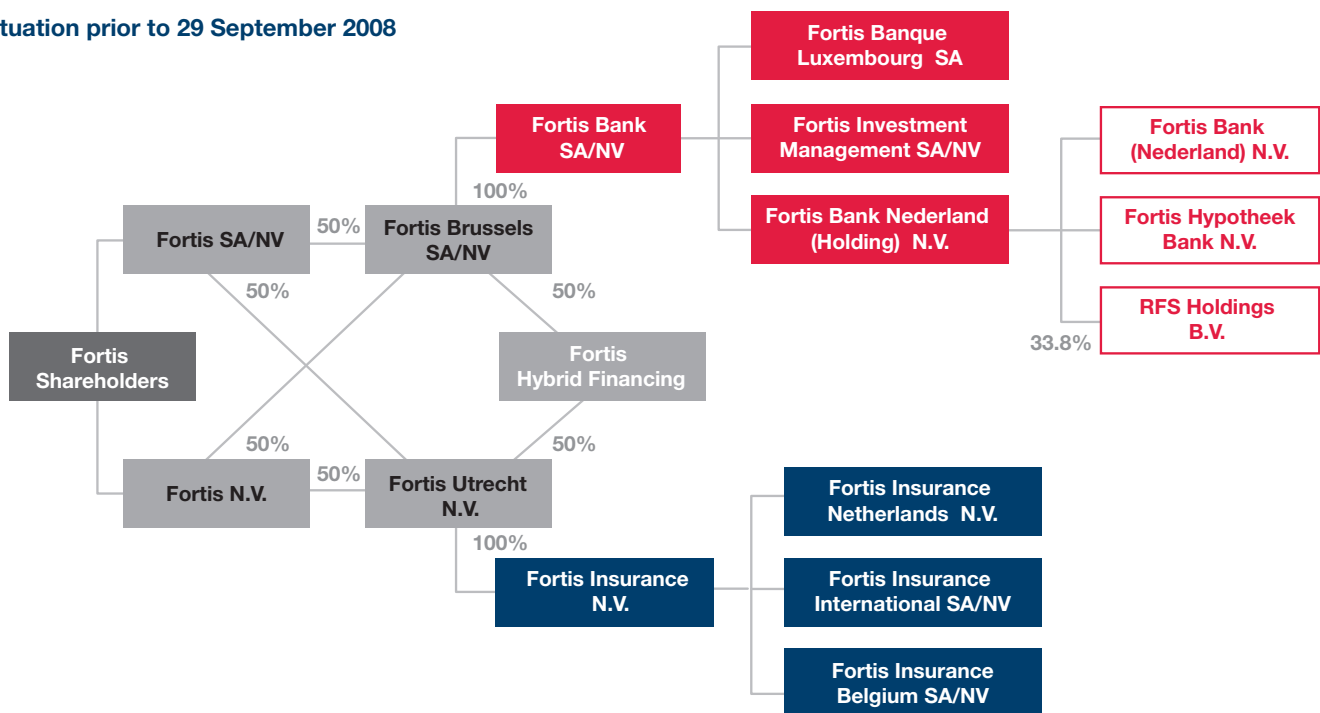 tuation prior to 29 September 2008
Fortis Banque
Luxembourg SA
Fortis Bank
SA/NV
Fortis Investment
Management SA/NV
Fortis Bank
(Nederland) N.V.
100%
Fortis SA/NV
50%
Fortis Brussels
SA/NV
Fortis Bank Nederland
(Holding) N.V.
Fortis Hypotheek
Bank N.V.
50%
50%
RFS Holdings
B.V.
33.8%
Fortis
Shareholders
Fortis
Hybrid Financing
50%
50%
Fortis N.V.
50%
Fortis Utrecht
N.V.
Fortis Insurance
Netherlands N.V.
100%
Fortis Insurance
N.V.
Fortis Insurance
International SA/NV
Fortis Insurance
Belgium SA/NV